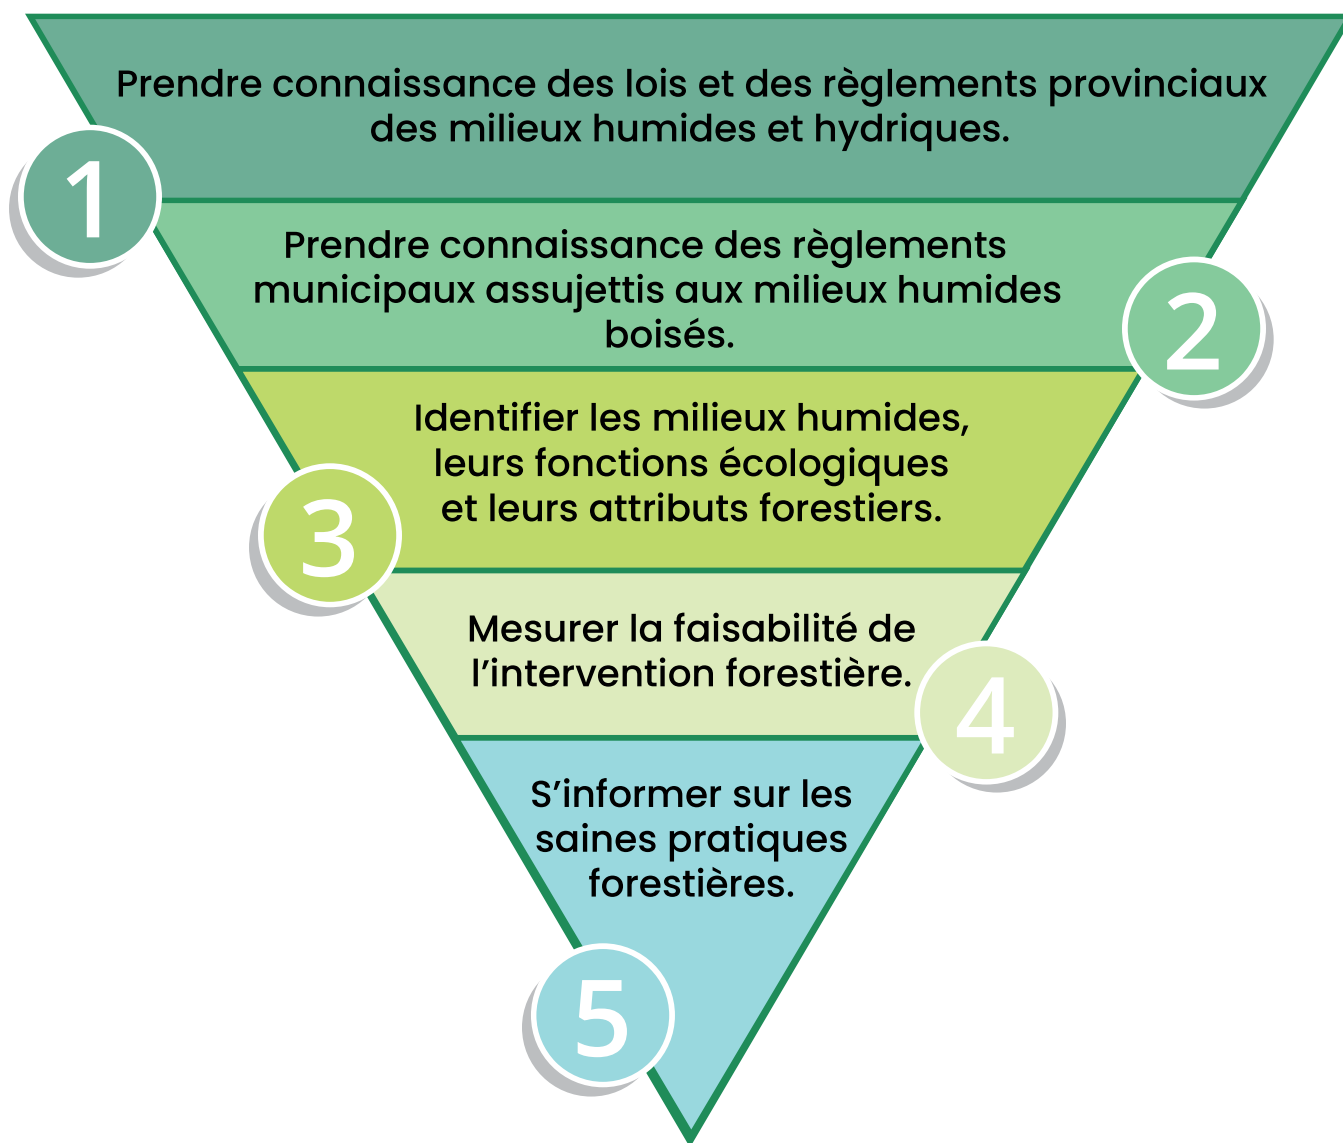 Prendre connaissance des lois et des règlements provinciaux
des milieux humides et hydriques.
1
Prendre connaissance des règlements
municipaux assujettis aux milieux humides
boisés.
2
Identifier les milieux humides,
leurs fonctions écologiques
et leurs attributs forestiers.
3
Mesurer la faisabilité de
l’intervention forestière.
4
S’informer sur les
saines pratiques
forestières.
5